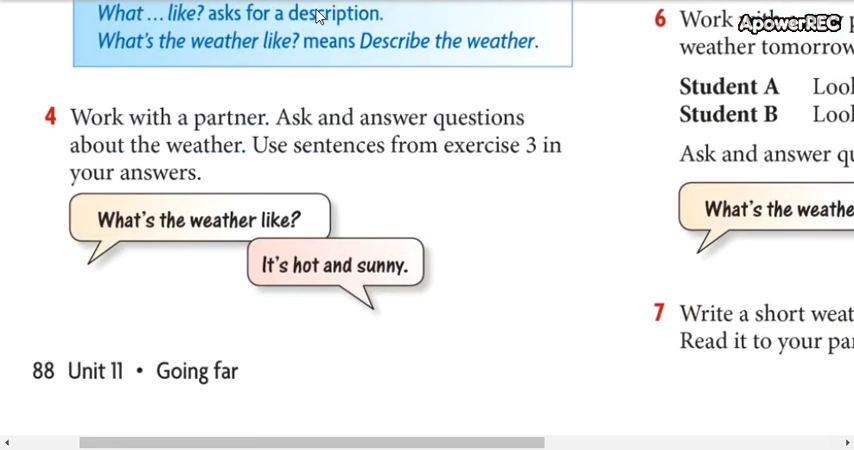 What … like? asks for a description.
What's the weather like? means Describe the weather.
4 Work with a partner. Ask and answer questions
about the weather. Use sentences from exercise 3 in
your answers.
What's the weather like?
It's hot and sunny.
88 Unit 11 • Going far
6 Work
weather tomorrow
Student A
Student B
Ask and answer
What's the
7 Write a short
Read it to your
ApowerREC